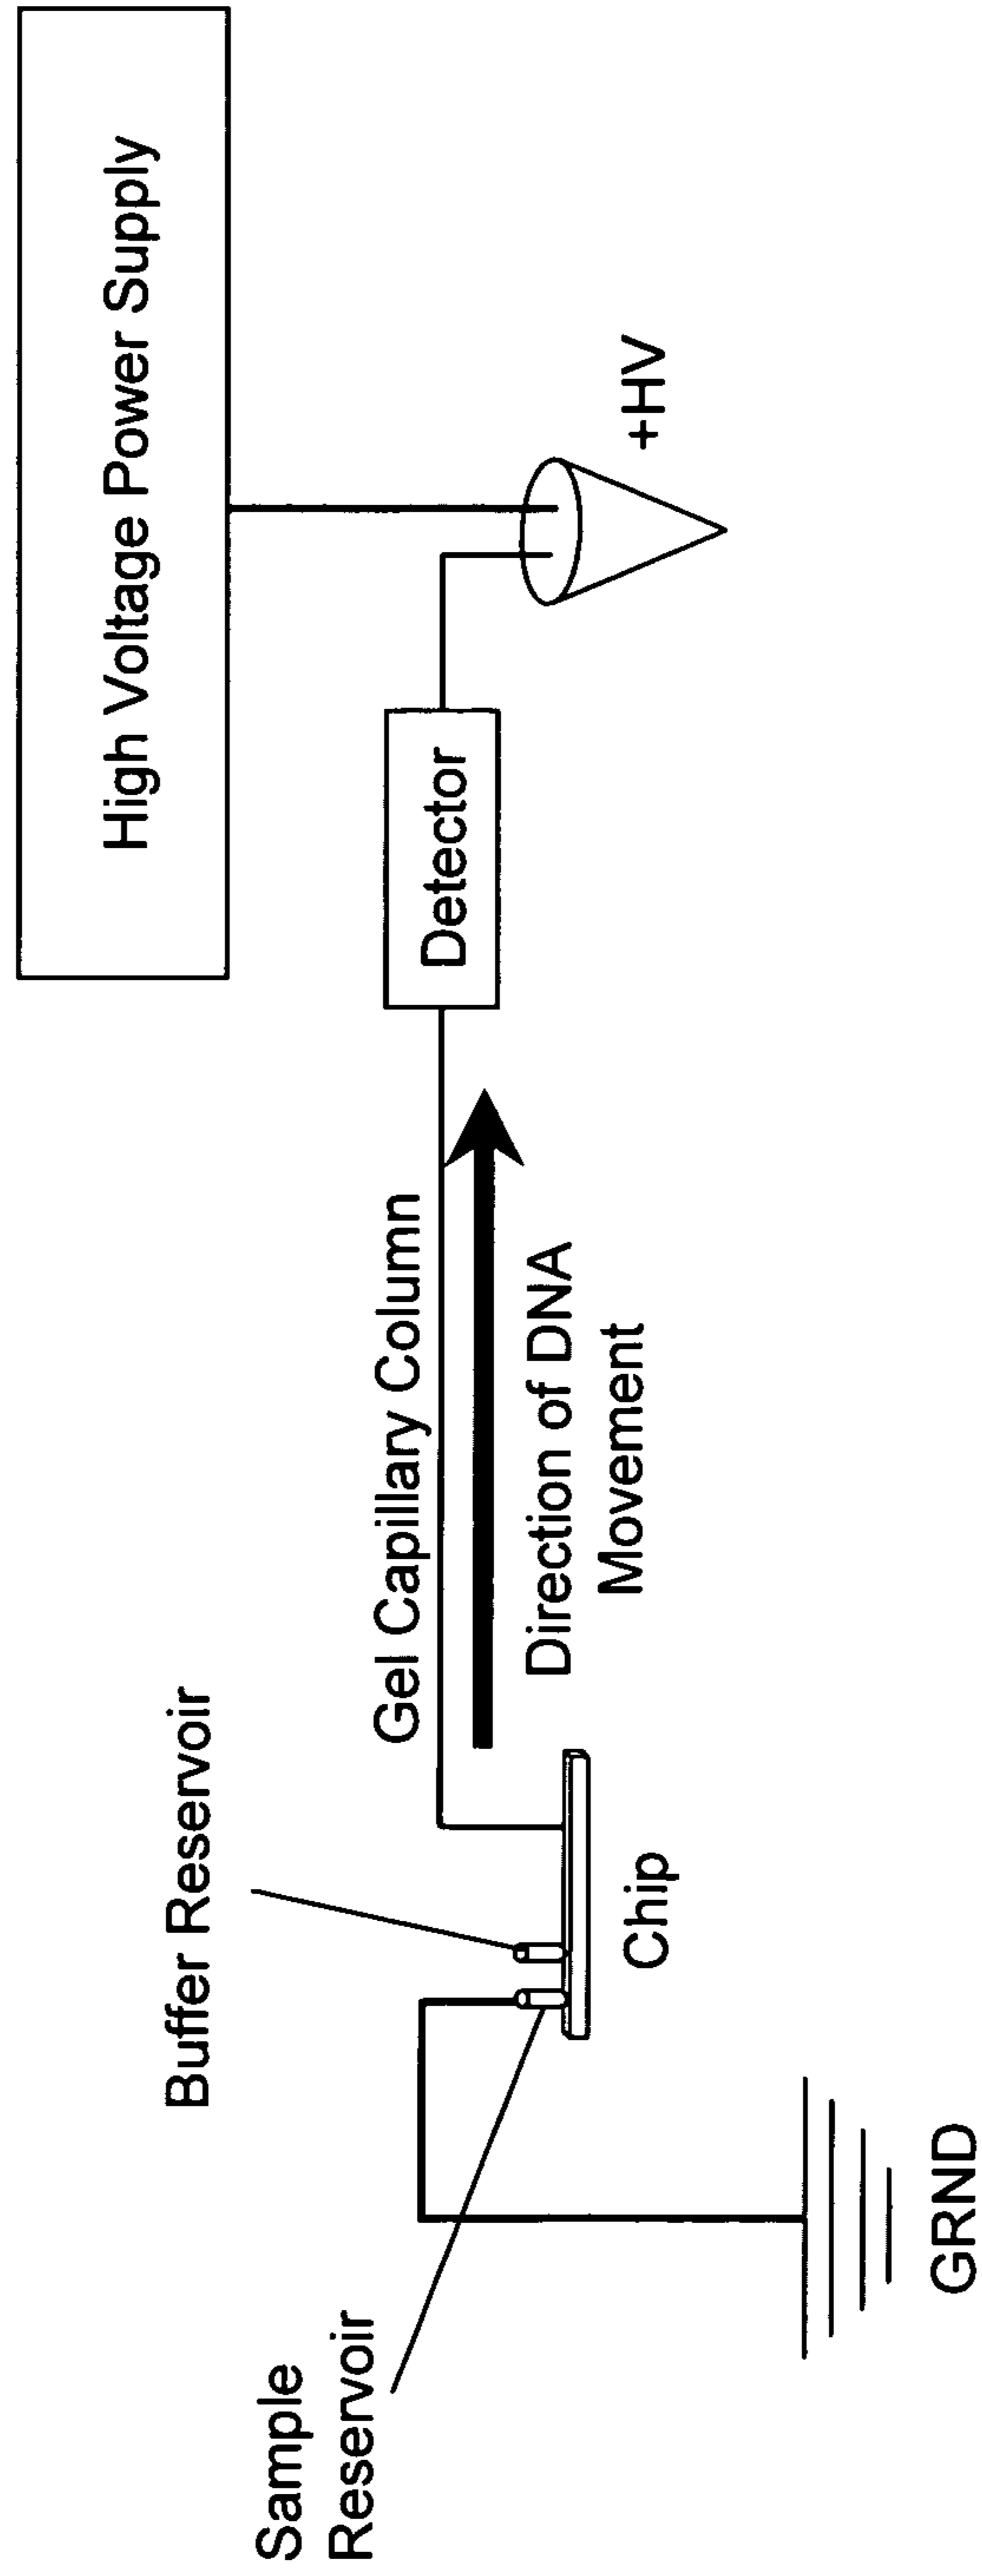 High Voltage Power Supply
+HV
Detector
Gel Capillary Column
Direction of DNA
Movement
Buffer Reservoir
Chip
Sample
Reservoir
GRND